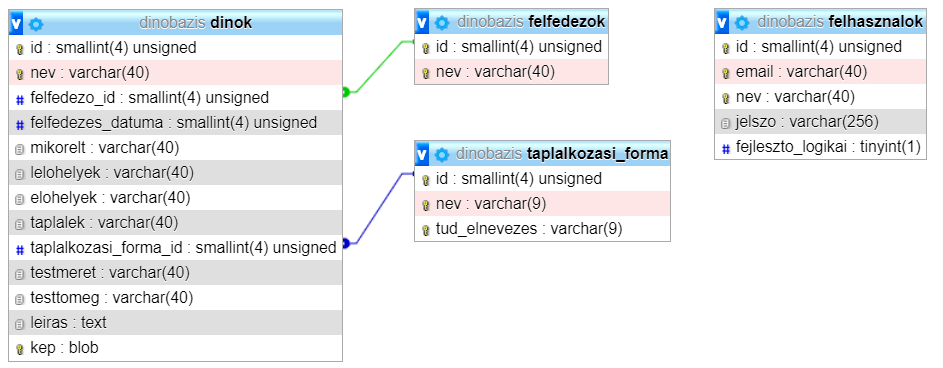 v dinobazis dinok
id : smallint(4) unsigned
nev : varchar(40)
# felfedezo_id : smallint(4) unsigned
# felfedezes_datuma : smallint(4) unsigned
mikorelt : varchar(40)
lelohelyek : varchar(40)
elohelyek : varchar(40)
taplalek : varchar(40)
# taplalkozasi_forma_id : smallint(4) unsigned
testmeret : varchar(40)
testtomeg : varchar(40)
leiras : text
kep : blob
v dinobazis felfedezok
id : smallint(4) unsigned
nev : varchar(40)
v dinobazis taplalkozasi_forma
id : smallint(4) unsigned
nev : varchar(9)
tud_elnevezes : varchar(9)
v dinobazis felhasznalok
id : smallint(4) unsigned
email : varchar(40)
nev : varchar(40)
jelszo : varchar(256)
# fejleszto_logikai : tinyint(1)